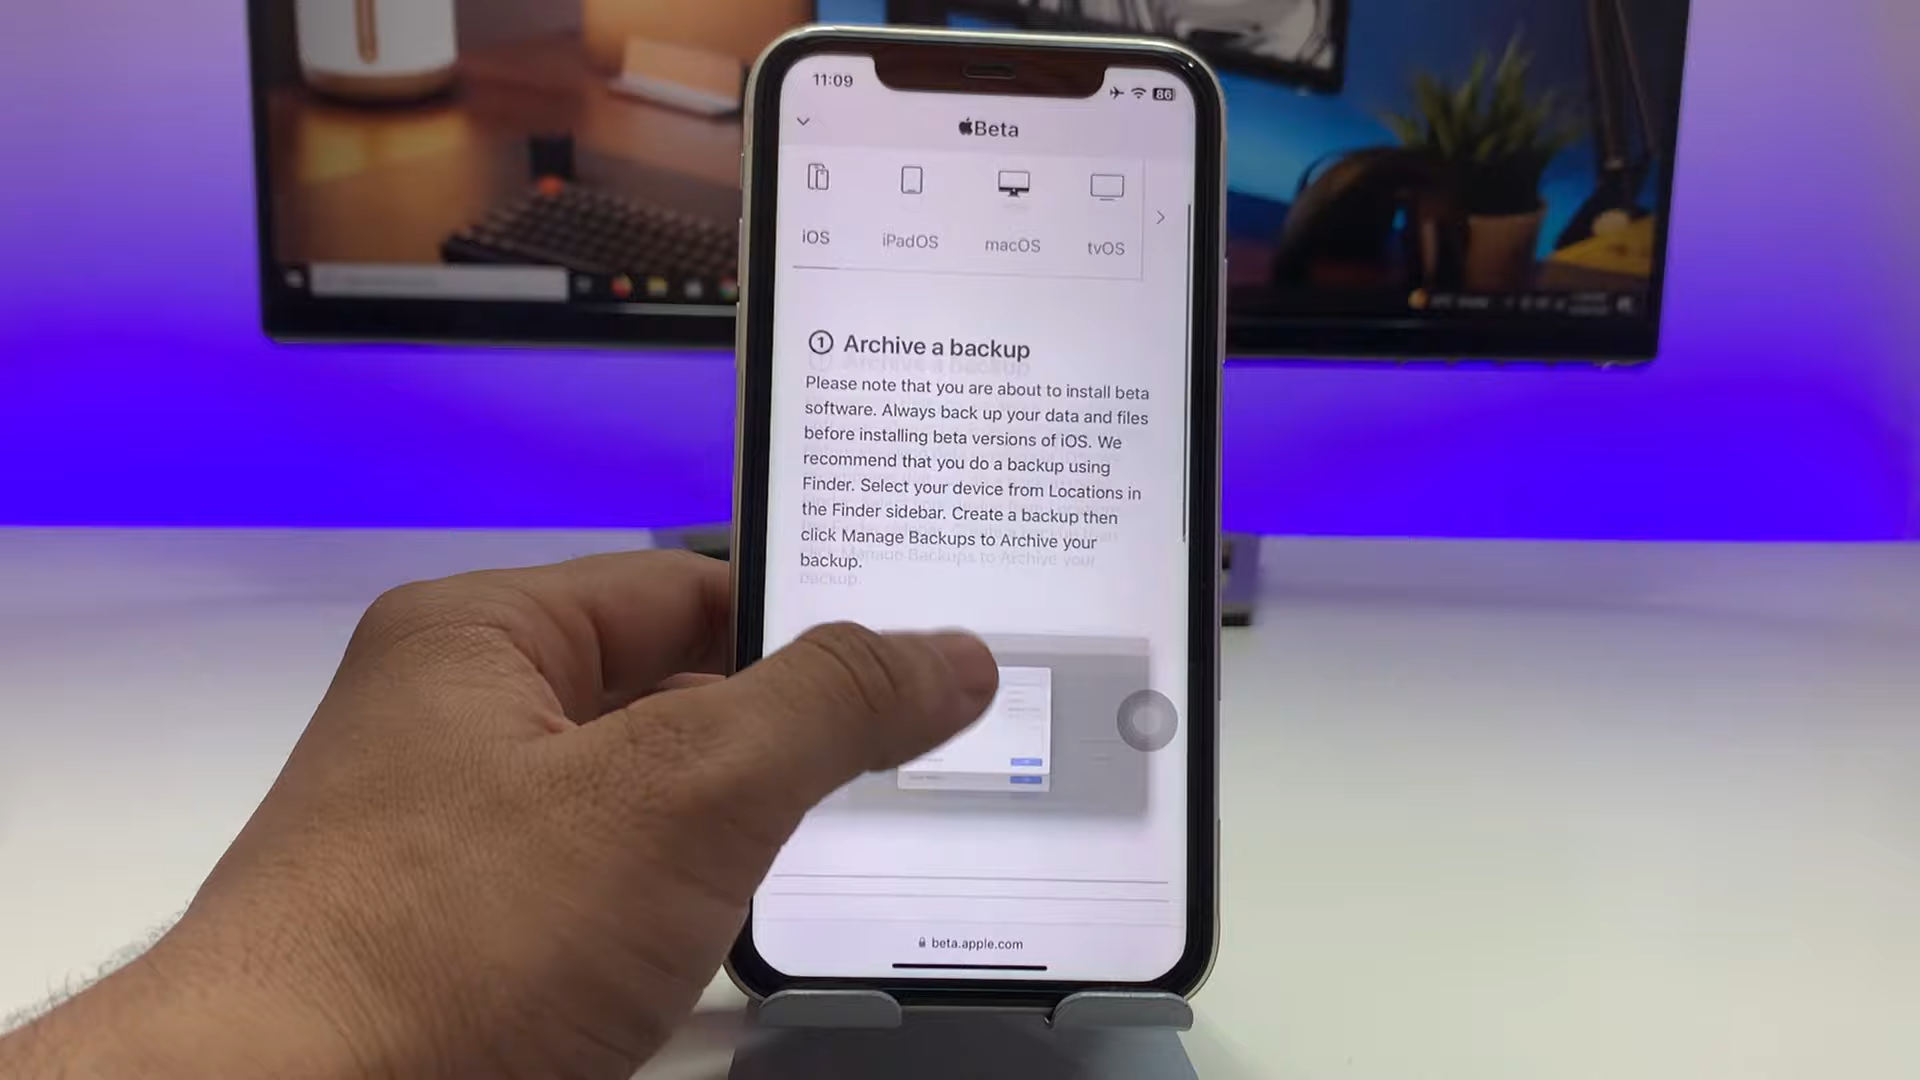 11:09
86
Beta
iOS
iPadOS
macOS
tvOS
1 Archive a backup
Please note that you are about to install beta
software. Always back up your data and files
before installing beta versions of iOS. We
recommend that you do a backup using
Finder. Select your device from Locations in
the Finder sidebar. Create a backup then
click Manage Backups to Archive your
backup.
beta.apple.com